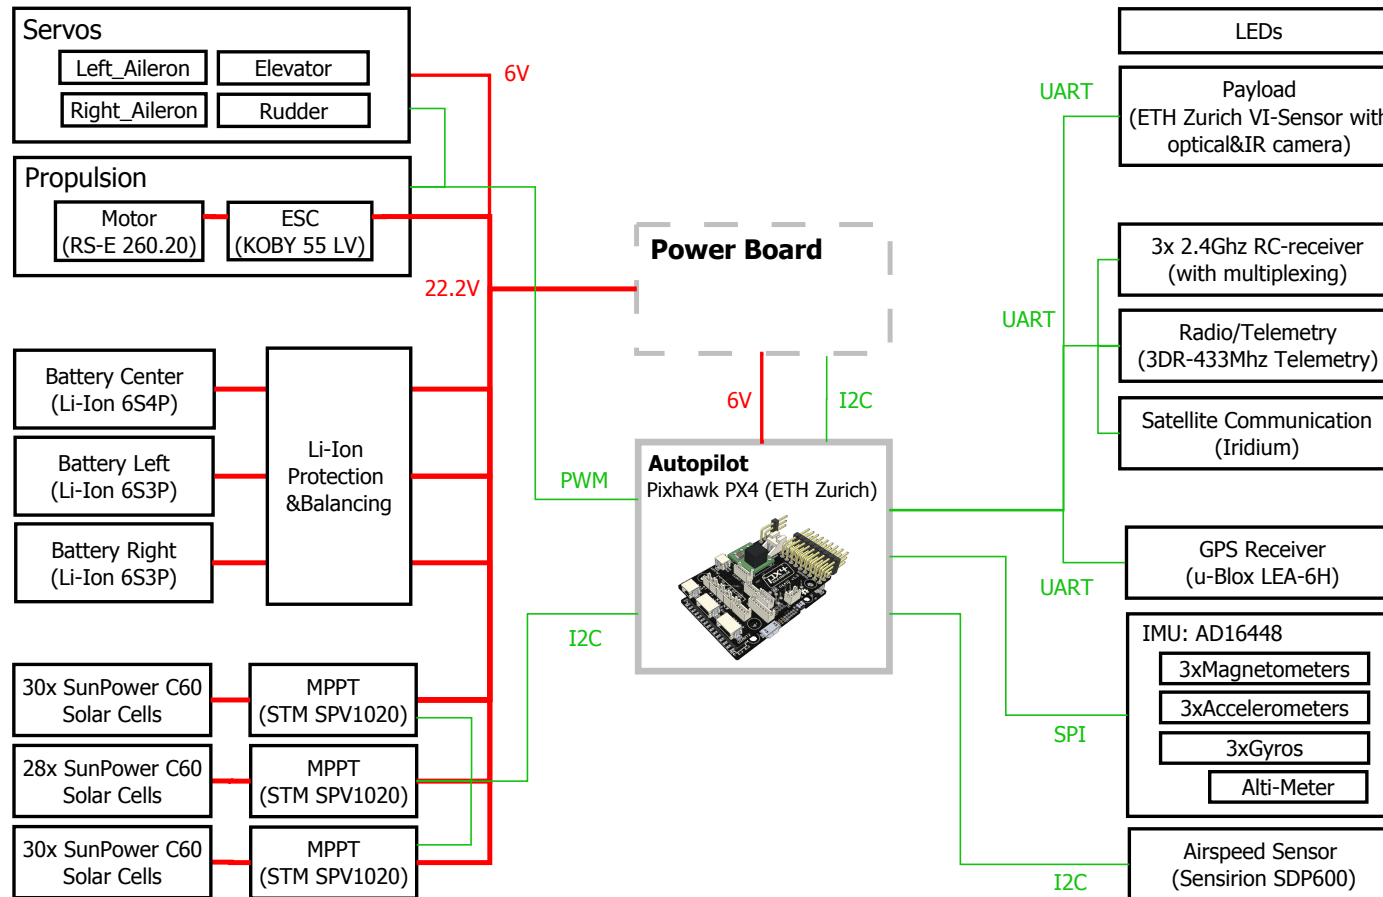 Servos
Left_Aileron
Elevator
Right_Aileron
Rudder
6V
Propulsion
Motor
(RS-E 260.20)
ESC
(KOBY 55 LV)
22.2V
Battery Center
(Li-Ion 6S4P)
Battery Left
(Li-Ion 6S3P)
Battery Right
(Li-Ion 6S3P)
Li-Ion
Protection
&Balancing
30x SunPower C60
Solar Cells
MPPT
(STM SPV1020)
28x SunPower C60
Solar Cells
MPPT
(STM SPV1020)
30x SunPower C60
Solar Cells
MPPT
(STM SPV1020)
Power Board
6V
I2C
PWM
I2C
Autopilot
Pixhawk PX4 (ETH Zurich)
PX4
LEDs
UART
Payload
(ETH Zurich VI-Sensor with
optical&IR camera)
UART
3x 2.4Ghz RC-receiver
(with multiplexing)
Radio/Telemetry
(3DR-433Mhz Telemetry)
Satellite Communication
(Iridium)
UART
GPS Receiver
(u-Blox LEA-6H)
SPI
IMU: AD16448
3xMagnetometers
3xAccelerometers
3xGyros
Alti-Meter
I2C
Airspeed Sensor
(Sensirion SDP600)